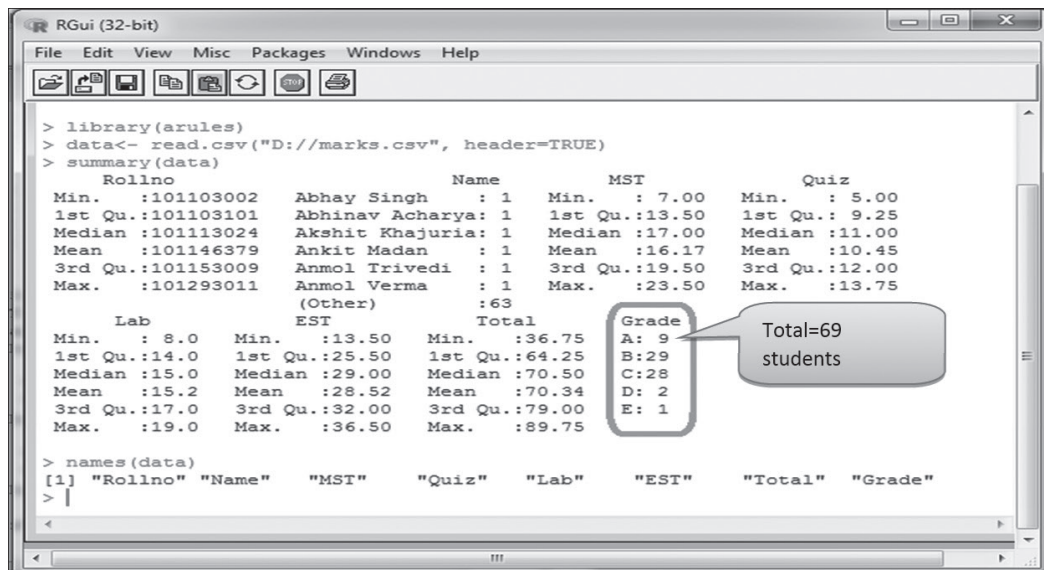 RGui (32-bit)
File Edit View Misc Packages Windows Help
STOP
> library(arules)
> data<- read.csv("D://marks.csv", header=TRUE)
> summary(data)
Rollno Name MST Quiz
Min. :101103002 Abhay Singh : 1 Min. : 7.00 Min. : 5.00
1st Qu.:101103101 Abhinav Acharya: 1 1st Qu.:13.50 1st Qu.: 9.25
Median :101113024 Akshit Khajuria: 1 Median :17.00 Median :11.00
Mean :101146379 Ankit Madan : 1 Mean :16.17 Mean :10.45
3rd Qu.:101153009 Anmol Trivedi : 1 3rd Qu.:19.50 3rd Qu.:12.00
Max. :101293011 Anmol Verma : 1 Max. :23.50 Max. :13.75
(Other) :63
Lab EST Total Grade
Min. : 8.0 Min. :13.50 Min. :36.75 A: 9
1st Qu.:14.0 1st Qu.:25.50 1st Qu.:64.25 B:29
Median :15.0 Median :29.00 Median :70.50 C:28
Mean :15.2 Mean :28.52 Mean :70.34 D: 2
3rd Qu.:17.0 3rd Qu.:32.00 3rd Qu.:79.00 E: 1
Max. :19.0 Max. :36.50 Max. :89.75
Total=69
students
> names(data)
[1] "Rollno" "Name" "MST" "Quiz" "Lab" "EST" "Total" "Grade"
>